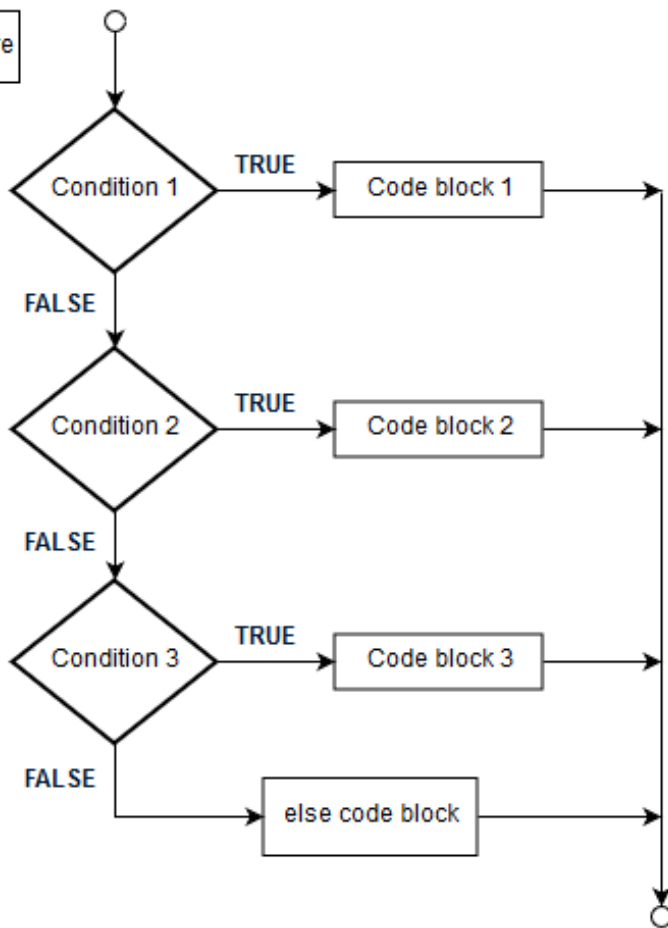 Condition 1
TRUE
Code block 1
FALSE
Condition 2
TRUE
Code block 2
FALSE
Condition 3
TRUE
Code block 3
FALSE
else code block